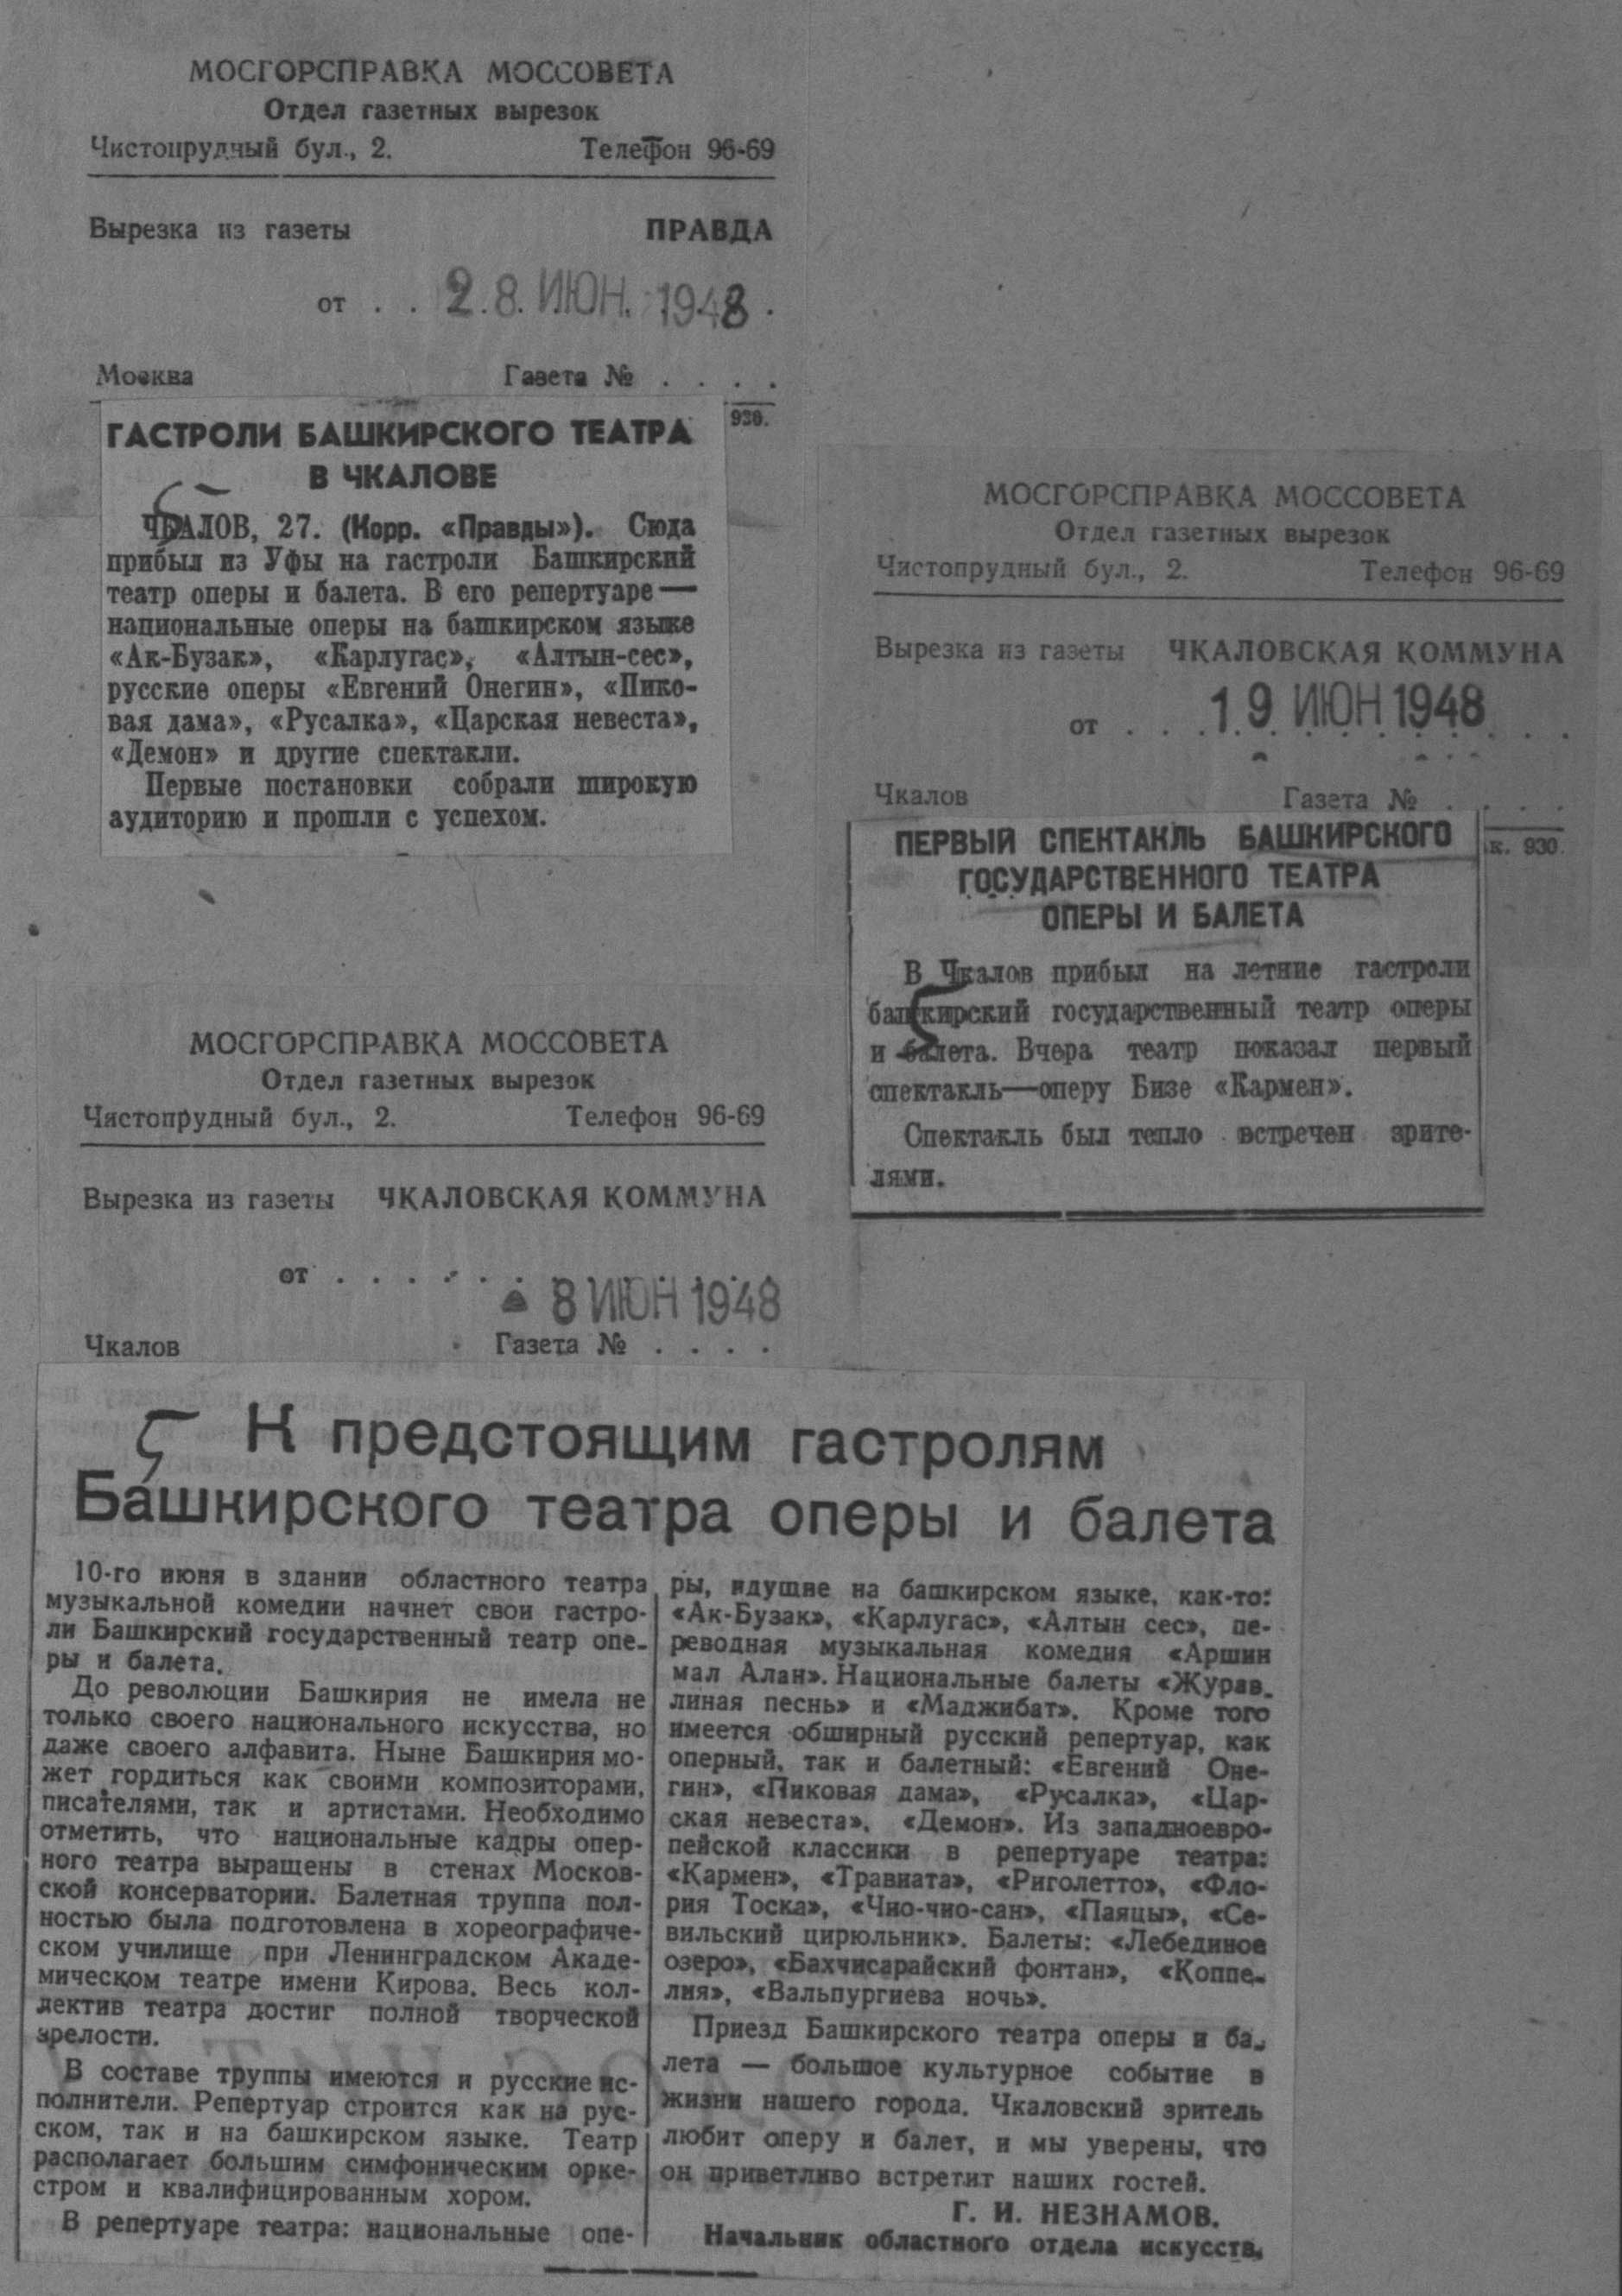 МОСГОРСПРАВКА МОССОВЕТА
Отдел газетных вырезок
Чистопрудный бул., 2. Телефон 96-69
Вырезка из газеты ПРАВДА
от . . 28. ИЮН. 1948 .
Москва Газета № . . . .
930.
ГАСТРОЛИ БАШКИРСКОГО ТЕАТРА
В ЧКАЛОВЕ
ЧКАЛОВ, 27. (Корр. «Правды»). Сюда
прибыл из Уфы на гастроли Башкирский
театр оперы и балета. В его репертуаре —
национальные оперы на башкирском языке
«Ак-Бузак», «Карлугас», «Алтын-сес»,
русские оперы «Евгений Онегин», «Пико-
вая дама», «Русалка», «Царская невеста»,
«Демон» и другие спектакли.
Первые постановки собрали широкую
аудиторию и прошли с успехом.
МОСГОРСПРАВКА МОССОВЕТА
Отдел газетных вырезок
Чистопрудный бул., 2. Телефон 96-69
Вырезка из газеты ЧКАЛОВСКАЯ КОММУНА
от . . . 19 ИЮН 1948
Чкалов Газета № . . . .
к. 930.
ПЕРВЫЙ СПЕКТАКЛЬ БАШКИРСКОГО
ГОСУДАРСТВЕННОГО ТЕАТРА
ОПЕРЫ И БАЛЕТА
В Чкалов прибыл на летние гастроли
башкирский государственный театр оперы
и балета. Вчера театр показал первый
спектакль—оперу Бизе «Кармен».
Спектакль был тепло встречен зрите-
лями.
МОСГОРСПРАВКА МОССОВЕТА
Отдел газетных вырезок
Чистопрудный бул., 2. Телефон 96-69
Вырезка из газеты ЧКАЛОВСКАЯ КОММУНА
от . . . . . . 8 ИЮН 1948
Чкалов Газета № . . . .
К предстоящим гастролям
Башкирского театра оперы и балета
10-го июня в здании областного театра
музыкальной комедии начнет свои гастро-
ли Башкирский государственный театр опе-
ры и балета.
До революции Башкирия не имела не
только своего национального искусства, но
даже своего алфавита. Ныне Башкирия мо-
жет гордиться как своими композиторами,
писателями, так и артистами. Необходимо
отметить, что национальные кадры опер-
ного театра выращены в стенах Москов-
ской консерватории. Балетная труппа пол-
ностью была подготовлена в хореографиче-
ском училище при Ленинградском Акаде-
мическом театре имени Кирова. Весь кол-
лектив театра достиг полной творческой
зрелости.
В составе труппы имеются и русские ис-
полнители. Репертуар строится как на рус-
ском, так и на башкирском языке. Театр
располагает большим симфоническим орке-
стром и квалифицированным хором.
В репертуаре театра: национальные опе-
ры, идущие на башкирском языке, как-то:
«Ак-Бузак», «Карлугас», «Алтын сес», пе-
реводная музыкальная комедия «Аршин
мал Алан». Национальные балеты «Журав-
линая песнь» и «Маджибат». Кроме того
имеется обширный русский репертуар, как
оперный, так и балетный: «Евгений Оне-
гин», «Пиковая дама», «Русалка», «Цар-
ская невеста», «Демон». Из западноевро-
пейской классики в репертуаре театра:
«Кармен», «Травиата», «Риголетто», «Фло-
рия Тоска», «Чио-чио-сан», «Паяцы», «Се-
вильский цирюльник». Балеты: «Лебединое
озеро», «Бахчисарайский фонтан», «Коппе-
лия», «Вальпургиева ночь».
Приезд Башкирского театра оперы и ба-
лета — большое культурное событие в
жизни нашего города. Чкаловский зритель
любит оперу и балет, и мы уверены, что
он приветливо встретит наших гостей.
Г. И. НЕЗНАМОВ.
Начальник областного отдела искусств.